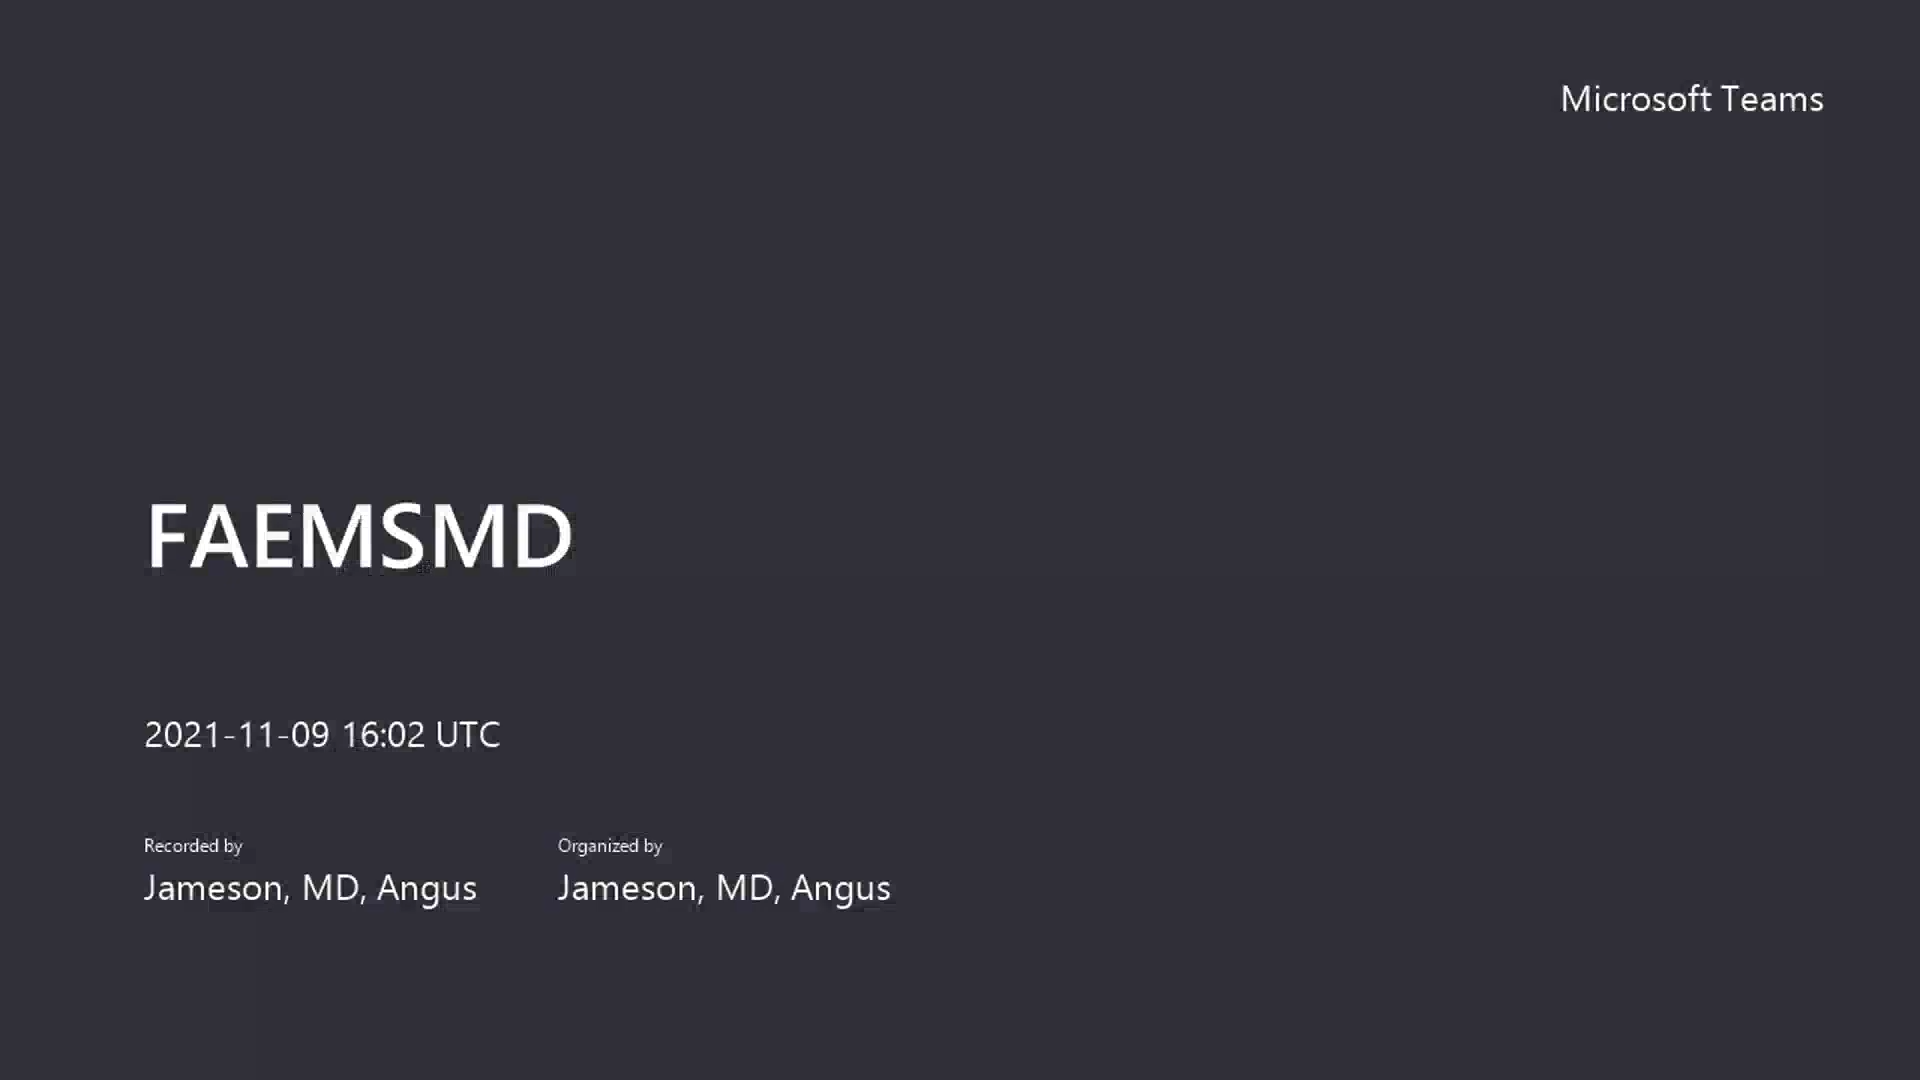 Microsoft Teams
FAEMSMD
2021-11-09 16:02 UTC
Recorded by
Jameson, MD, Angus
Organized by
Jameson, MD, Angus